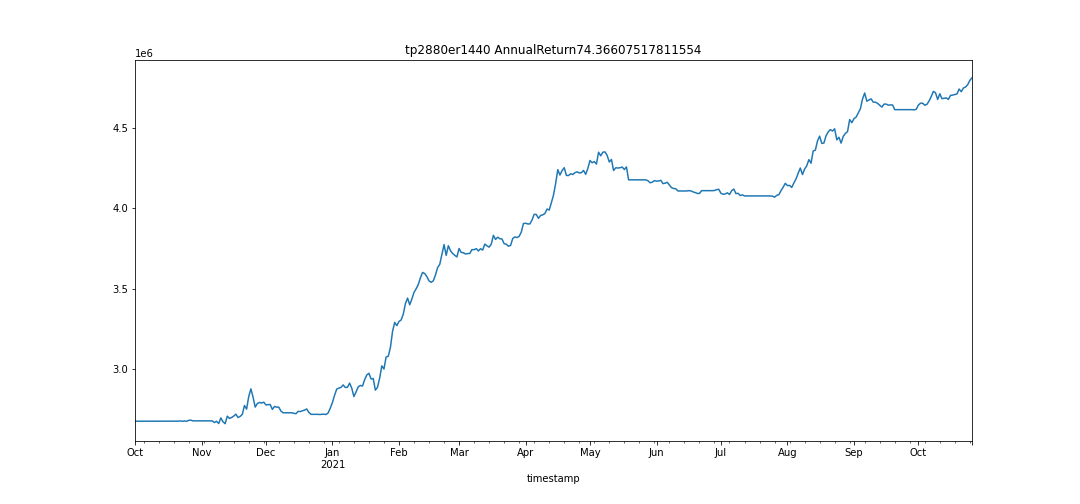 tp2880er1440 AnnualReturn74.36607517811554
1e6
4.5
4.0
3.5
3.0
Oct Nov Dec Jan Feb Mar Apr May Jun Jul Aug Sep Oct
2021
timestamp